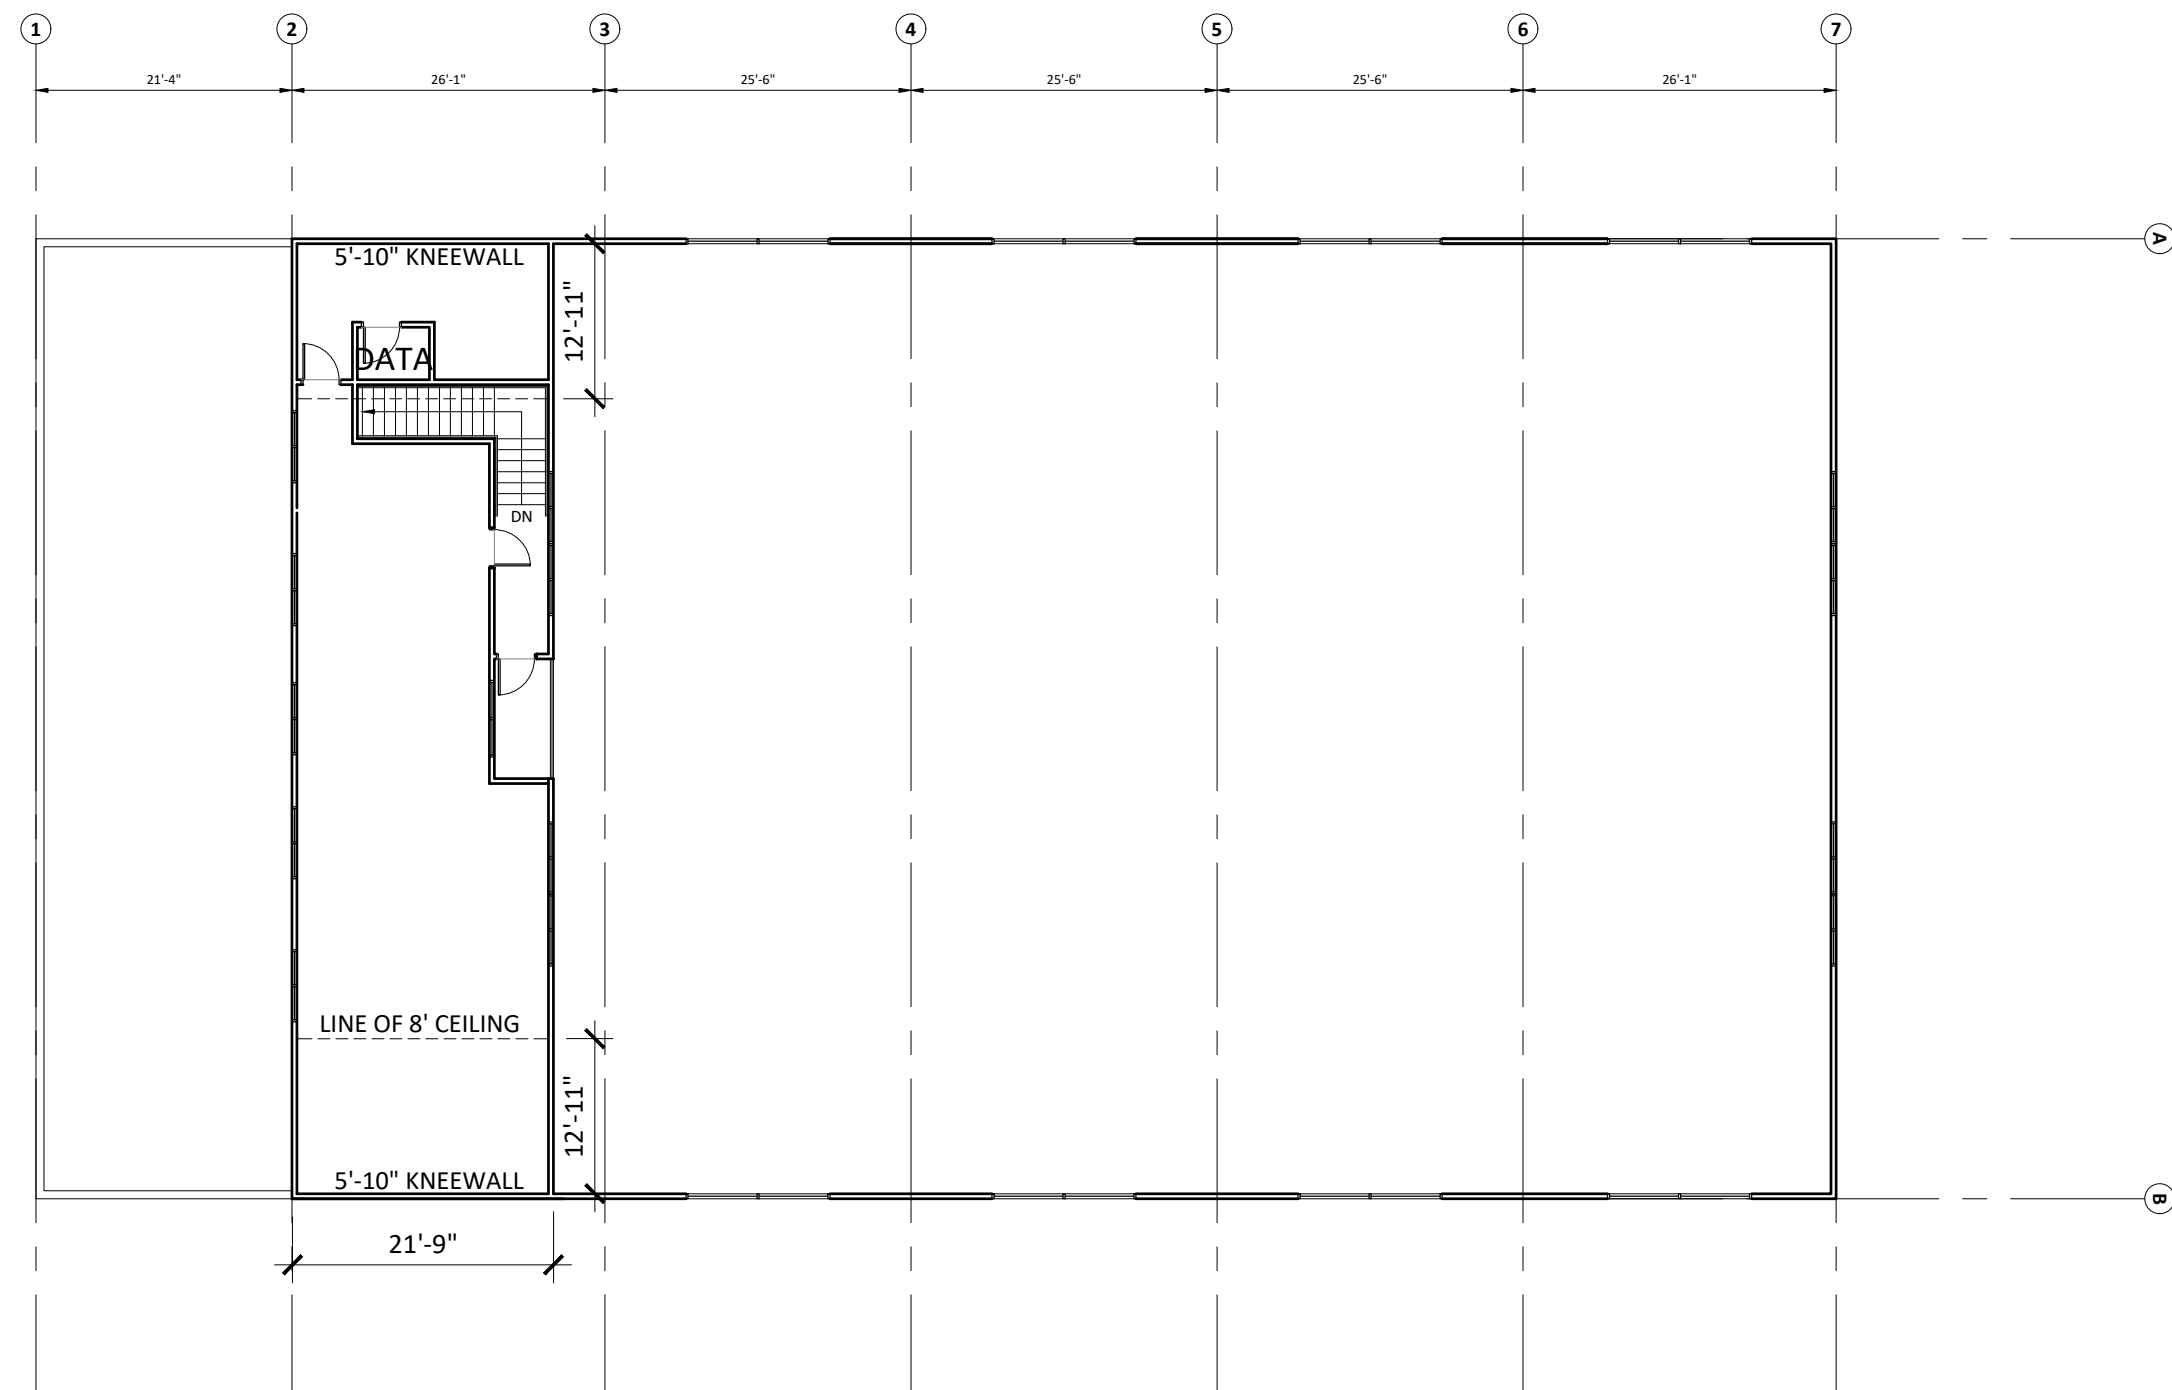 1 2 3 4 5 6 7
21'-4" 26'-1" 25'-6" 25'-6" 25'-6" 26'-1"
A
5'-10" KNEEWALL
12'-11"
DATA
DN
LINE OF 8' CEILING
12'-11"
5'-10" KNEEWALL
B
21'-9"